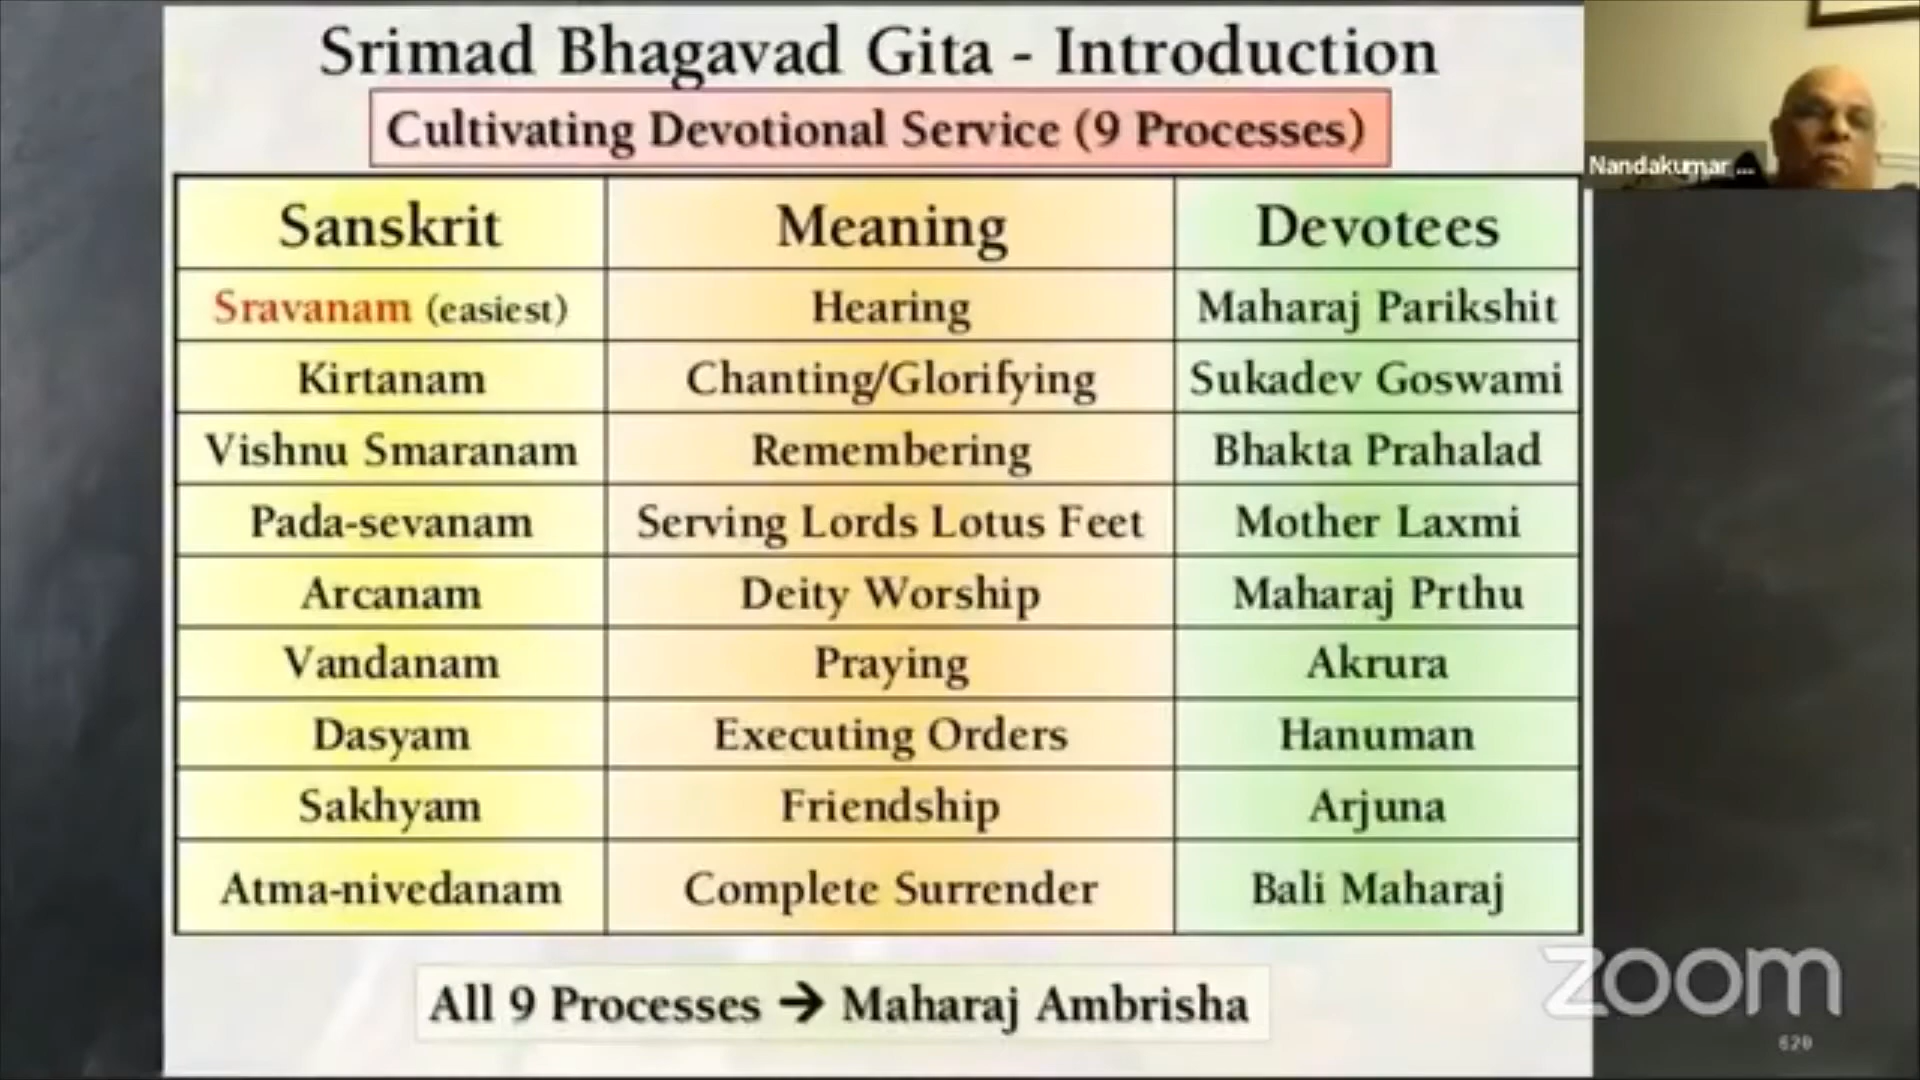 Srimad Bhagavad Gita - Introduction
Cultivating Devotional Service (9 Processes)
Nandakumar ...
Sanskrit Meaning Devotees
Sravanam (easiest) Hearing Maharaj Parikshit
Kirtanam Chanting/Glorifying Sukadev Goswami
Vishnu Smaranam Remembering Bhakta Prahalad
Pada-sevanam Serving Lords Lotus Feet Mother Laxmi
Arcanam Deity Worship Maharaj Prthu
Vandanam Praying Akrura
Dasyam Executing Orders Hanuman
Sakhyam Friendship Arjuna
Atma-nivedanam Complete Surrender Bali Maharaj
All 9 Processes → Maharaj Ambrisha
zoom
620